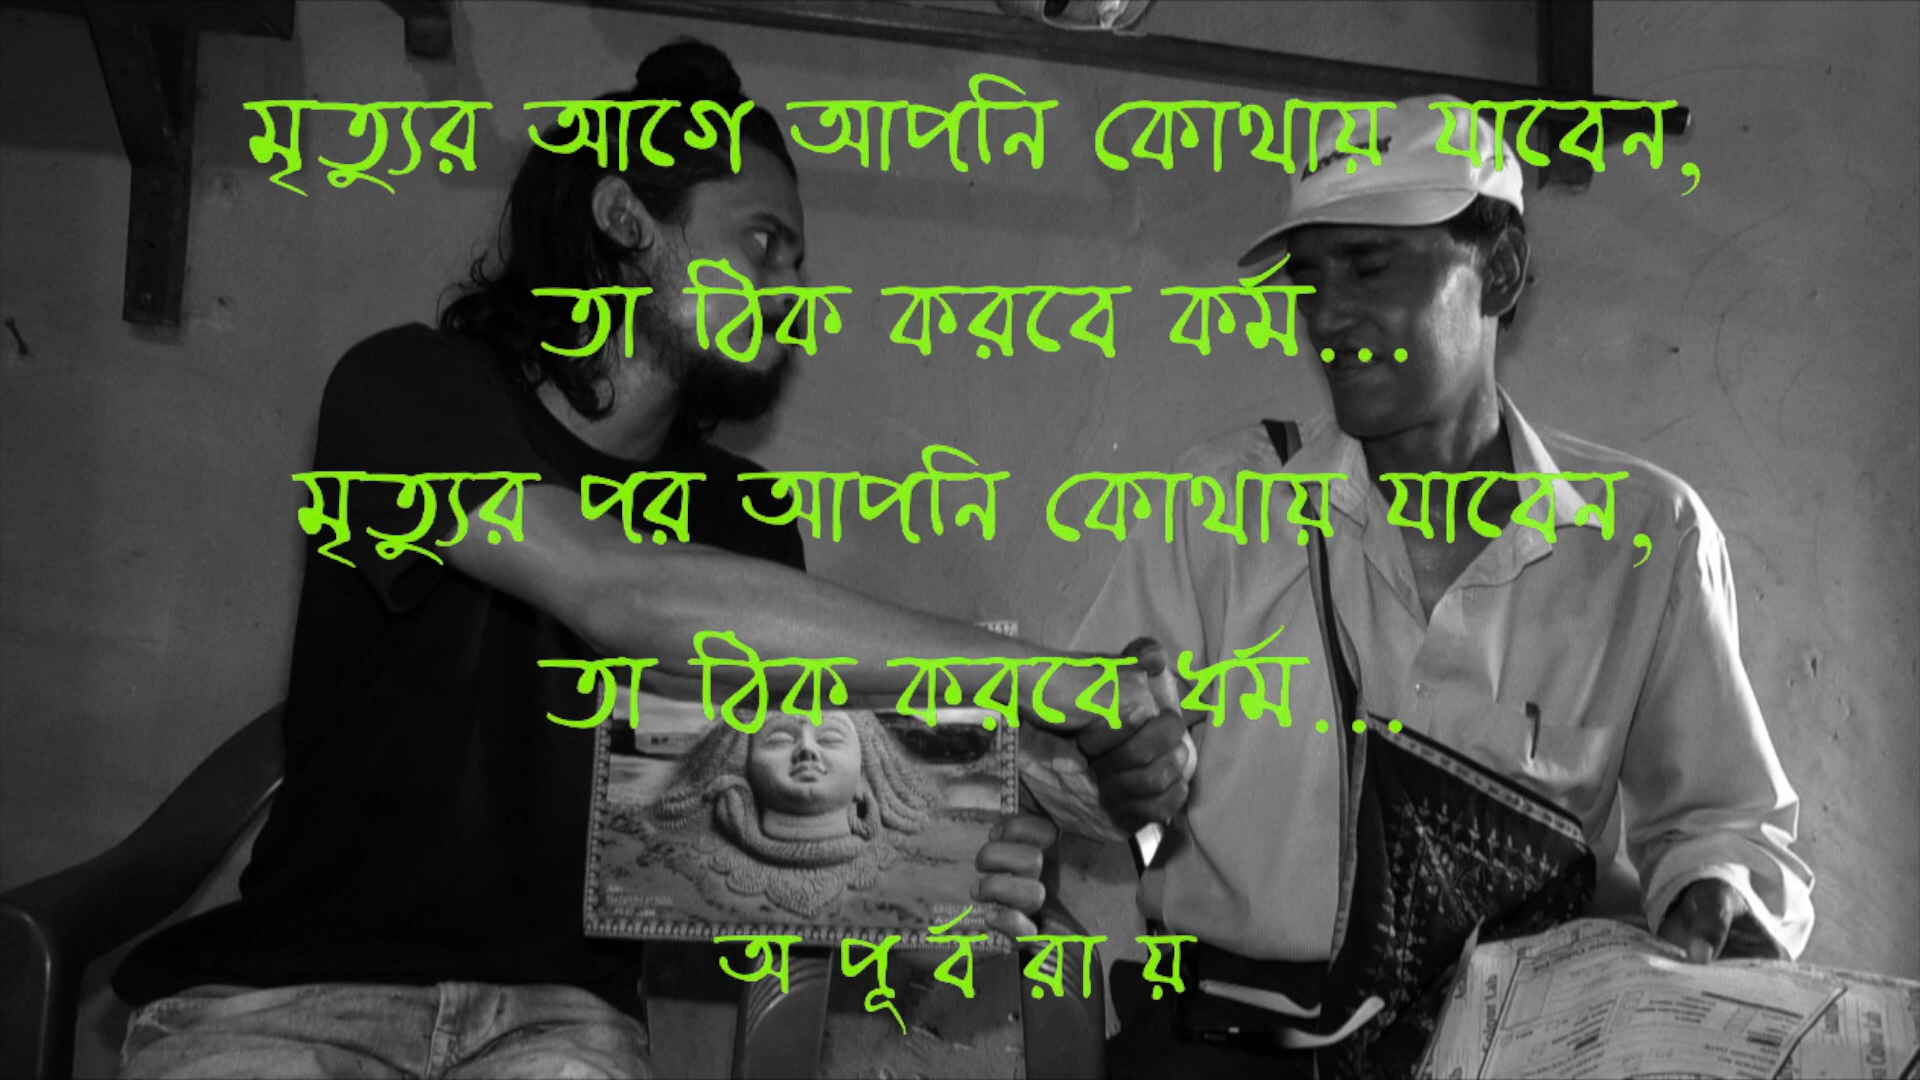 মৃত্যুর আগে আপনি কোথায় যাবেন,
তা ঠিক করবে কর্ম...
মৃত্যুর পর আপনি কোথায় যাবেন,
তা ঠিক করবে ধর্ম...
অ পূ র্ব রা য়